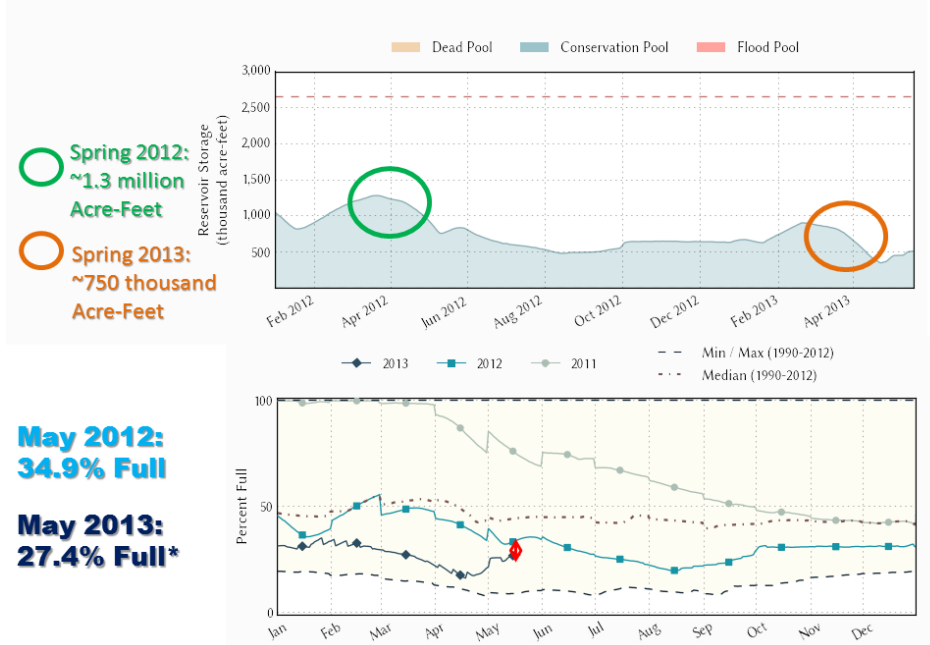 Dead Pool Conservation Pool Flood Pool
Reservoir Storage
(thousand acre-feet)
3,000
2,500
2,000
1,500
1,000
500
Feb 2012 Apr 2012 Jun 2012 Aug 2012 Oct 2012 Dec 2012 Feb 2013 Apr 2013
Spring 2012:
~1.3 million
Acre-Feet
Spring 2013:
~750 thousand
Acre-Feet
2013 2012 2011
Min / Max (1990-2012)
Median (1990-2012)
Percent Full
100
50
0
Jan Feb Mar Apr May Jun Jul Aug Sep Oct Nov Dec
May 2012:
34.9% Full
May 2013:
27.4% Full*